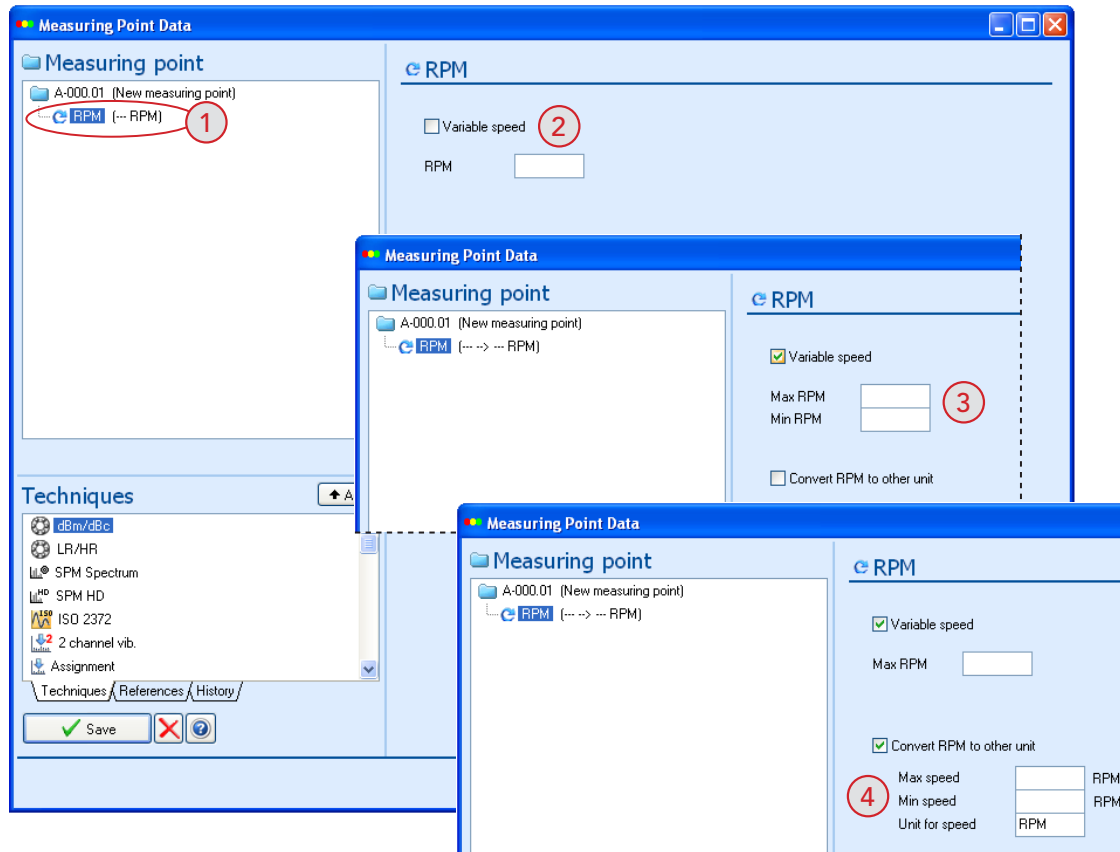 Measuring Point Data
Measuring point
A-000.01 (New measuring point)
RPM (--- RPM)
1
RPM
Variable speed
2
RPM
Measuring Point Data
Measuring point
A-000.01 (New measuring point)
RPM (--- --> --- RPM)
RPM
Variable speed
Max RPM
Min RPM
3
Convert RPM to other unit
Techniques
A
dBm/dBc
LR/HR
SPM Spectrum
HD SPM HD
ISO ISO 2372
2 2 channel vib.
Assignment
Techniques References History
Save
Measuring Point Data
Measuring point
A-000.01 (New measuring point)
RPM (--- --> --- RPM)
RPM
Variable speed
Max RPM
Convert RPM to other unit
4
Max speed RPM
Min speed RPM
Unit for speed RPM